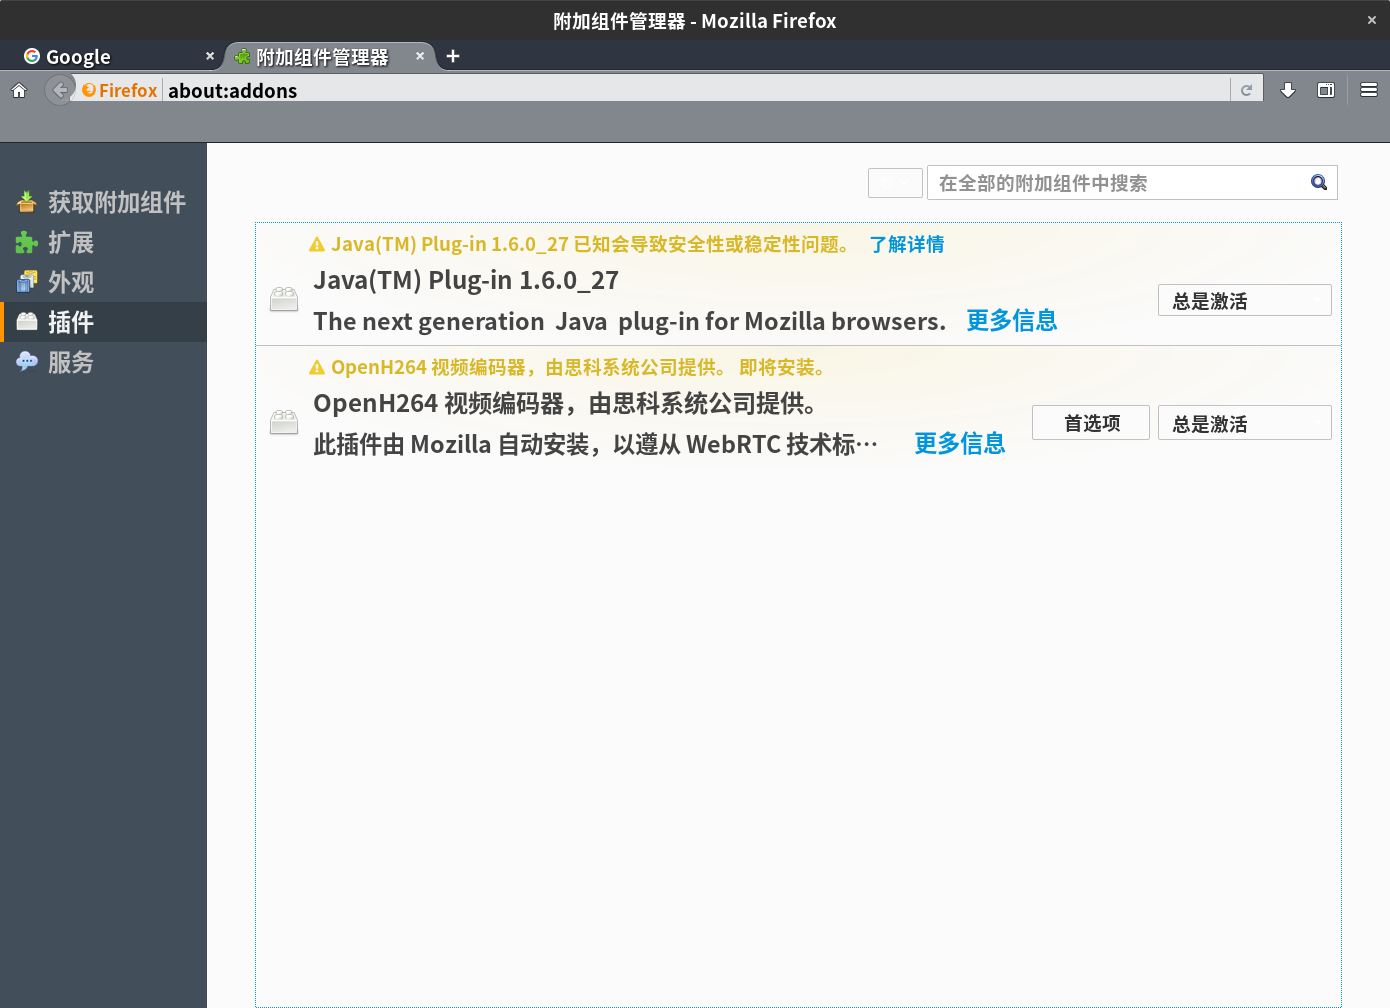 附加组件管理器 - Mozilla Firefox
Google
附加组件管理器
Firefox about:addons
在全部的附加组件中搜索
获取附加组件
扩展
外观
插件
服务
Java(TM) Plug-in 1.6.0_27 已知会导致安全性或稳定性问题。 了解详情
Java(TM) Plug-in 1.6.0_27
The next generation Java plug-in for Mozilla browsers. 更多信息
总是激活
OpenH264 视频编码器，由思科系统公司提供。 即将安装。
OpenH264 视频编码器，由思科系统公司提供。
此插件由 Mozilla 自动安装，以遵从 WebRTC 技术标… 更多信息
首选项
总是激活